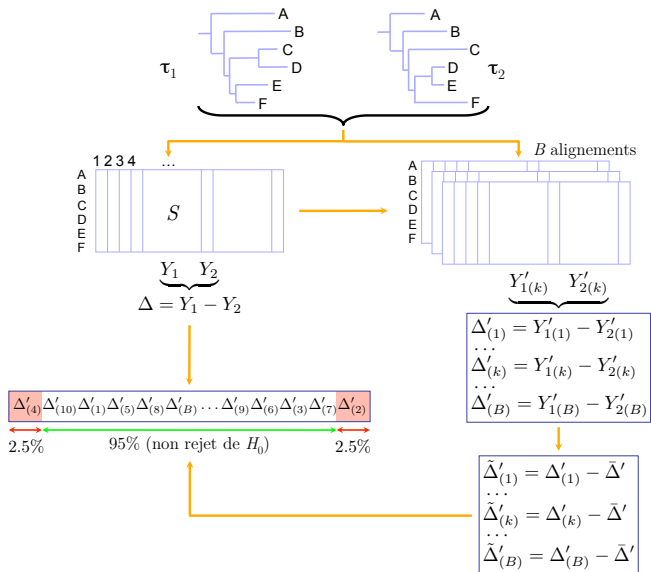 A
B
C
D
E
F
τ₁
A
B
C
D
E
F
τ₂
1 2 3 4 ...
A
B
C
D
E
F
S
B alignements
A
B
C
D
E
F
Y₁ Y₂
Δ = Y₁ − Y₂
Y′₁₍ₖ₎ Y′₂₍ₖ₎
Δ′₍₁₎ = Y′₁₍₁₎ − Y′₂₍₁₎
...
Δ′₍ₖ₎ = Y′₁₍ₖ₎ − Y′₂₍ₖ₎
...
Δ′_(B) = Y′_1(B) − Y′_2(B)
Δ′₍₄₎ Δ′₍₁₀₎ Δ′₍₁₎ Δ′₍₅₎ Δ′₍₈₎ Δ′_(B) ... Δ′₍₉₎ Δ′₍₆₎ Δ′₍₃₎ Δ′₍₇₎ Δ′₍₂₎
2.5% 95% (non rejet de H₀) 2.5%
Δ̃′₍₁₎ = Δ′₍₁₎ − Δ̄′
...
Δ̃′₍ₖ₎ = Δ′₍ₖ₎ − Δ̄′
...
Δ̃′_(B) = Δ′_(B) − Δ̄′